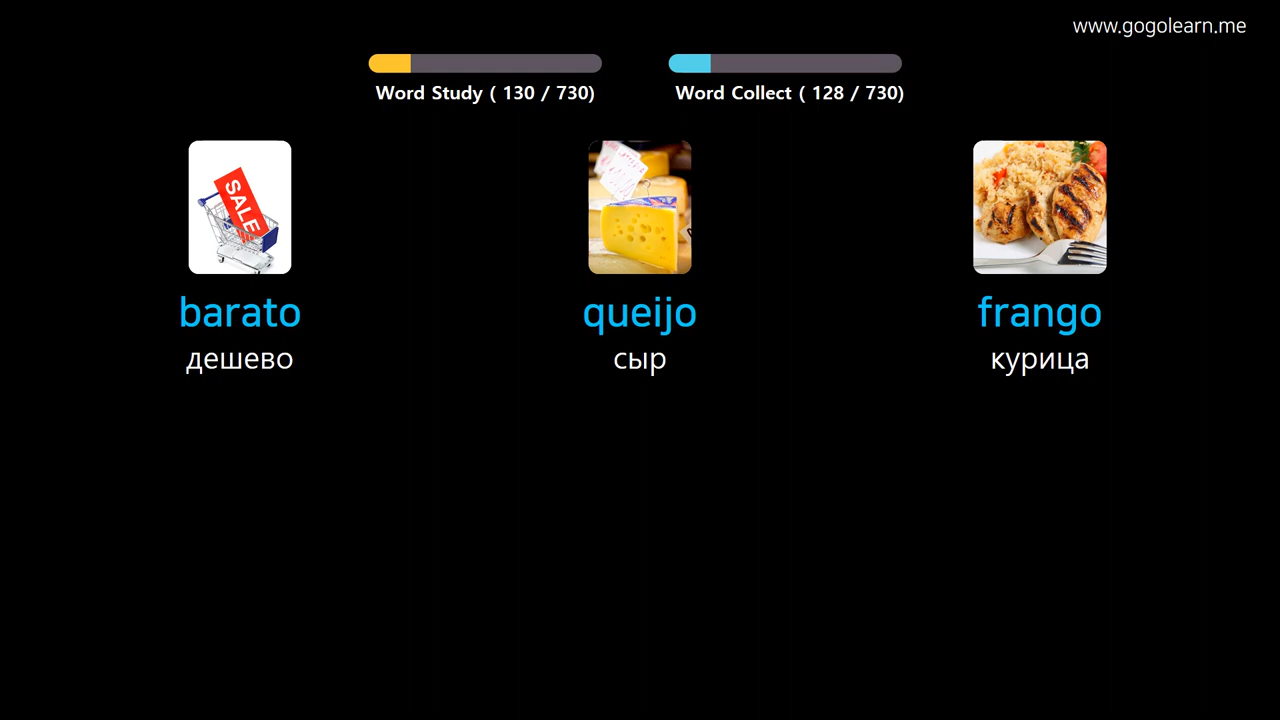 www.gogolearn.me
Word Study ( 130 / 730)
Word Collect ( 128 / 730)
SALE
barato
queijo
frango
дешево
сыр
курица